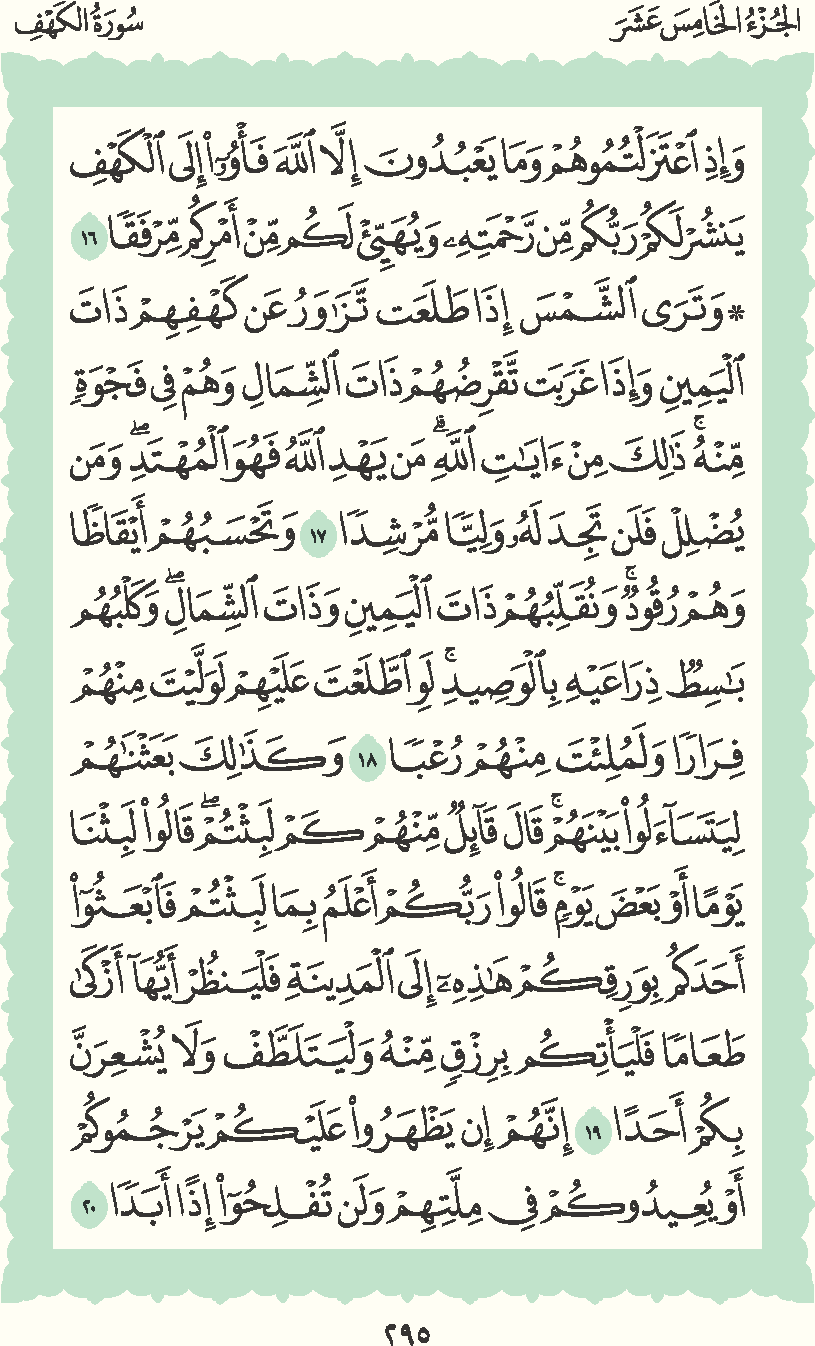 الجُزْءُ الخَامِسَ عَشَرَ
سُورَةُ الكَهْفِ
وَإِذِ ٱعْتَزَلْتُمُوهُمْ وَمَا يَعْبُدُونَ إِلَّا ٱللَّهَ فَأْوُۥٓا۟ إِلَى ٱلْكَهْفِ
يَنشُرْ لَكُمْ رَبُّكُم مِّن رَّحْمَتِهِۦ وَيُهَيِّئْ لَكُم مِّنْ أَمْرِكُم مِّرْفَقًا ١٦
* وَتَرَى ٱلشَّمْسَ إِذَا طَلَعَت تَّزَٰوَرُ عَن كَهْفِهِمْ ذَاتَ
ٱلْيَمِينِ وَإِذَا غَرَبَت تَّقْرِضُهُمْ ذَاتَ ٱلشِّمَالِ وَهُمْ فِى فَجْوَةٍ
مِّنْهُ ۚ ذَٰلِكَ مِنْ ءَايَٰتِ ٱللَّهِ ۗ مَن يَهْدِ ٱللَّهُ فَهُوَ ٱلْمُهْتَدِ ۖ وَمَن
يُضْلِلْ فَلَن تَجِدَ لَهُۥ وَلِيًّا مُّرْشِدًا ١٧ وَتَحْسَبُهُمْ أَيْقَاظًا
وَهُمْ رُقُودٌ ۚ وَنُقَلِّبُهُمْ ذَاتَ ٱلْيَمِينِ وَذَاتَ ٱلشِّمَالِ ۖ وَكَلْبُهُم
بَٰسِطٌ ذِرَاعَيْهِ بِٱلْوَصِيدِ ۚ لَوِ ٱطَّلَعْتَ عَلَيْهِمْ لَوَلَّيْتَ مِنْهُمْ
فِرَارًا وَلَمُلِئْتَ مِنْهُمْ رُعْبًا ١٨ وَكَذَٰلِكَ بَعَثْنَٰهُمْ
لِيَتَسَآءَلُوا۟ بَيْنَهُمْ ۚ قَالَ قَآئِلٌ مِّنْهُمْ كَمْ لَبِثْتُمْ ۖ قَالُوا۟ لَبِثْنَا
يَوْمًا أَوْ بَعْضَ يَوْمٍ ۚ قَالُوا۟ رَبُّكُمْ أَعْلَمُ بِمَا لَبِثْتُمْ فَٱبْعَثُوٓا۟
أَحَدَكُم بِوَرِقِكُمْ هَٰذِهِۦٓ إِلَى ٱلْمَدِينَةِ فَلْيَنظُرْ أَيُّهَآ أَزْكَىٰ
طَعَامًا فَلْيَأْتِكُم بِرِزْقٍ مِّنْهُ وَلْيَتَلَطَّفْ وَلَا يُشْعِرَنَّ
بِكُمْ أَحَدًا ١٩ إِنَّهُمْ إِن يَظْهَرُوا۟ عَلَيْكُمْ يَرْجُمُوكُمْ
أَوْ يُعِيدُوكُمْ فِى مِلَّتِهِمْ وَلَن تُفْلِحُوٓا۟ إِذًا أَبَدًا ٢٠
٢٩٥